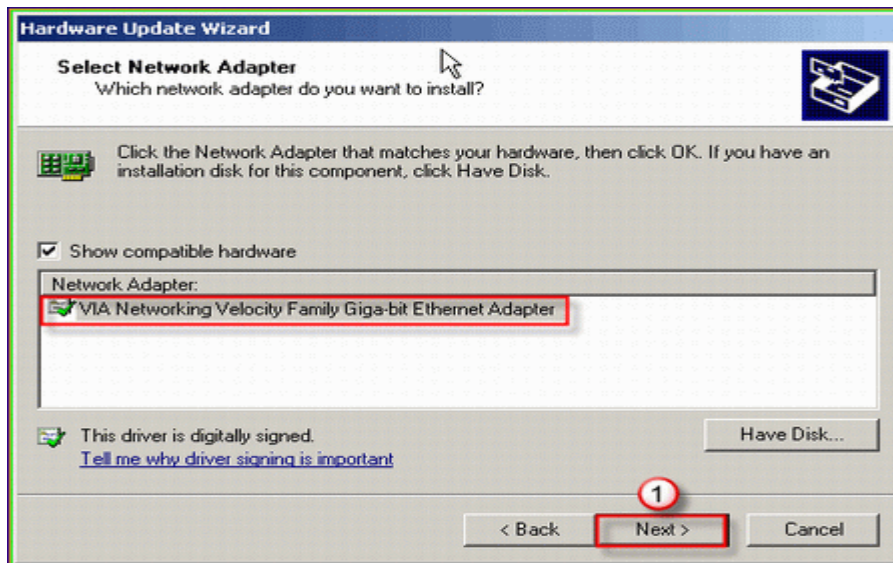 Hardware Update Wizard
Select Network Adapter
Which network adapter do you want to install?
Click the Network Adapter that matches your hardware, then click OK. If you have an
installation disk for this component, click Have Disk.
Show compatible hardware
Network Adapter:
VIA Networking Velocity Family Giga-bit Ethernet Adapter
This driver is digitally signed.
Have Disk...
Tell me why driver signing is important
1
< Back Next > Cancel